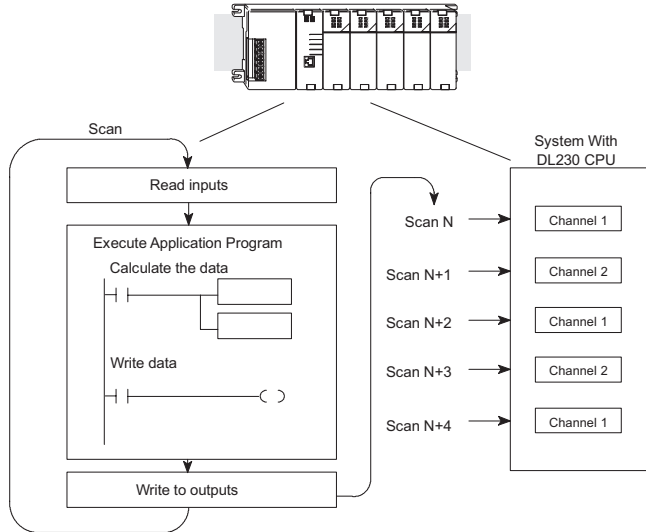 Scan
System With
DL230 CPU
Read inputs
Execute Application Program
Calculate the data
Write data
Write to outputs
Scan N
Channel 1
Scan N+1
Channel 2
Scan N+2
Channel 1
Scan N+3
Channel 2
Scan N+4
Channel 1